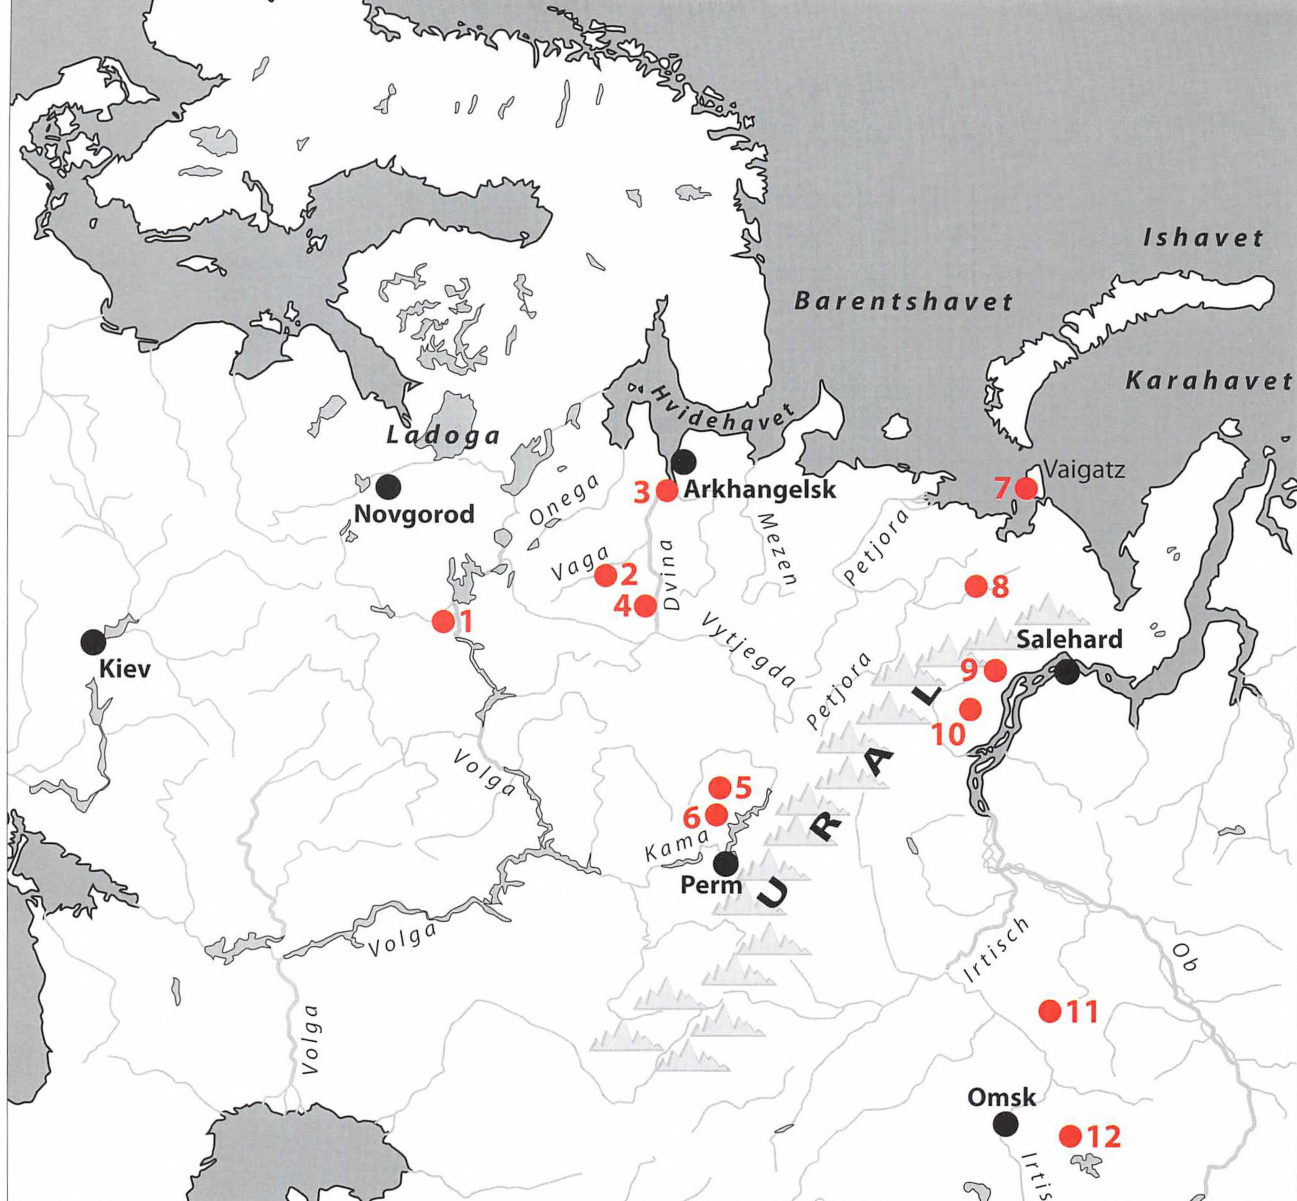 Ishavet
Barentshavet
Karahavet
Hvidehavet
Ladoga
Vaigatz
7
3
Arkhangelsk
Novgorod
Onega
Mezen
Petjora
Vaga
2
Dvina
8
4
1
Vytjegda
Kiev
Salehard
9
Petjora
10
URAL
Volga
5
6
Kama
Perm
Volga
Irtisch
Ob
11
Volga
Omsk
12
Irtis